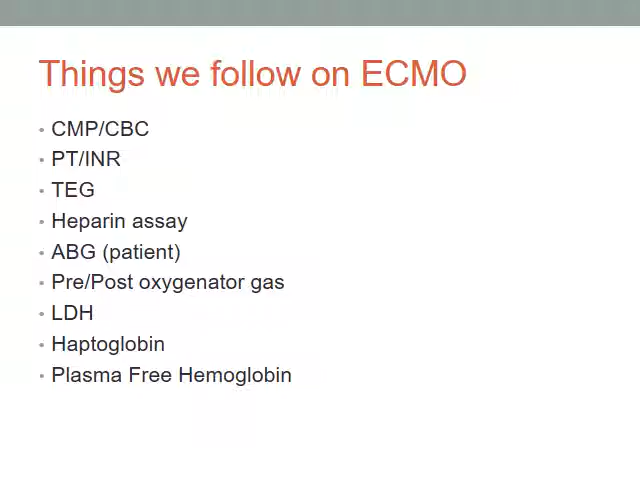 Things we follow on ECMO
• CMP/CBC
• PT/INR
• TEG
• Heparin assay
• ABG (patient)
• Pre/Post oxygenator gas
• LDH
• Haptoglobin
• Plasma Free Hemoglobin